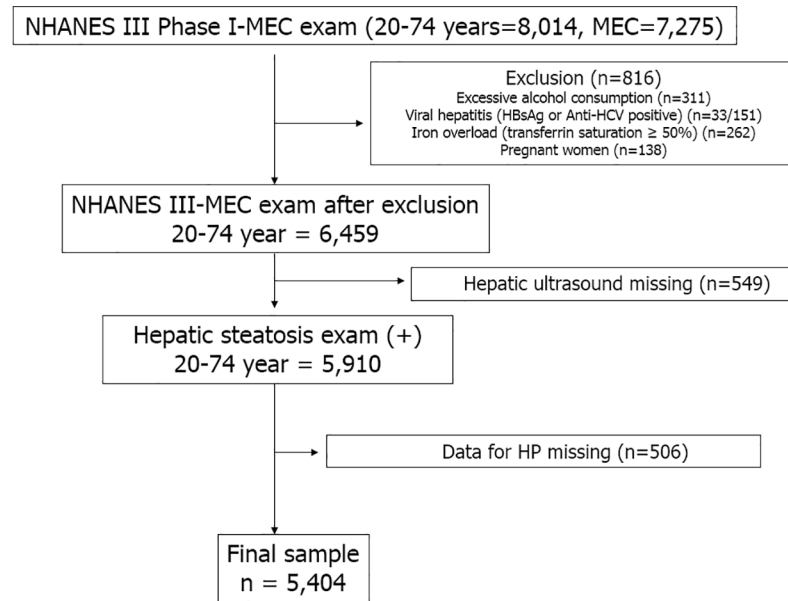 NHANES III Phase I-MEC exam (20-74 years=8,014, MEC=7,275)
Exclusion (n=816)
Excessive alcohol consumption (n=311)
Viral hepatitis (HBsAg or Anti-HCV positive) (n=33/151)
Iron overload (transferrin saturation ≥ 50%) (n=262)
Pregnant women (n=138)
NHANES III-MEC exam after exclusion
20-74 year = 6,459
Hepatic ultrasound missing (n=549)
Hepatic steatosis exam (+)
20-74 year = 5,910
Data for HP missing (n=506)
Final sample
n = 5,404